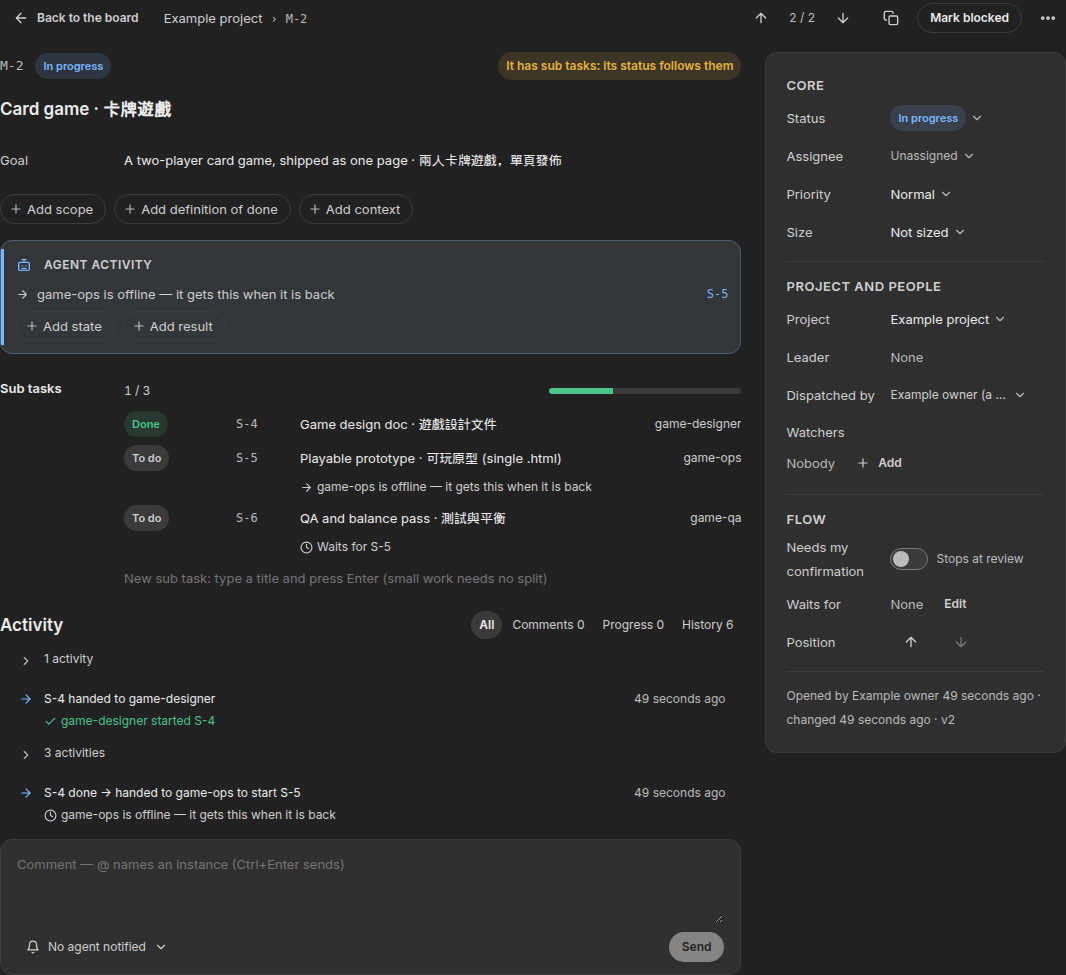 Back to the board Example project › M-2 2 / 2 Mark blocked
M-2 In progress It has sub tasks: its status follows them
Card game · 卡牌遊戲
Goal A two-player card game, shipped as one page · 兩人卡牌遊戲，單頁發佈
+ Add scope + Add definition of done + Add context
AGENT ACTIVITY
→ game-ops is offline — it gets this when it is back S-5
+ Add state + Add result
Sub tasks 1 / 3
Done S-4 Game design doc · 遊戲設計文件 game-designer
To do S-5 Playable prototype · 可玩原型 (single .html) game-ops
→ game-ops is offline — it gets this when it is back
To do S-6 QA and balance pass · 測試與平衡 game-qa
Waits for S-5
New sub task: type a title and press Enter (small work needs no split)
Activity All Comments 0 Progress 0 History 6
1 activity
→ S-4 handed to game-designer 49 seconds ago
✓ game-designer started S-4
3 activities
→ S-4 done → handed to game-ops to start S-5 49 seconds ago
game-ops is offline — it gets this when it is back
Comment — @ names an instance (Ctrl+Enter sends)
No agent notified Send
CORE
Status In progress
Assignee Unassigned
Priority Normal
Size Not sized
PROJECT AND PEOPLE
Project Example project
Leader None
Dispatched by Example owner (a ...
Watchers
Nobody + Add
FLOW
Needs my
confirmation Stops at review
Waits for None Edit
Position ↑ ↓
Opened by Example owner 49 seconds ago ·
changed 49 seconds ago · v2